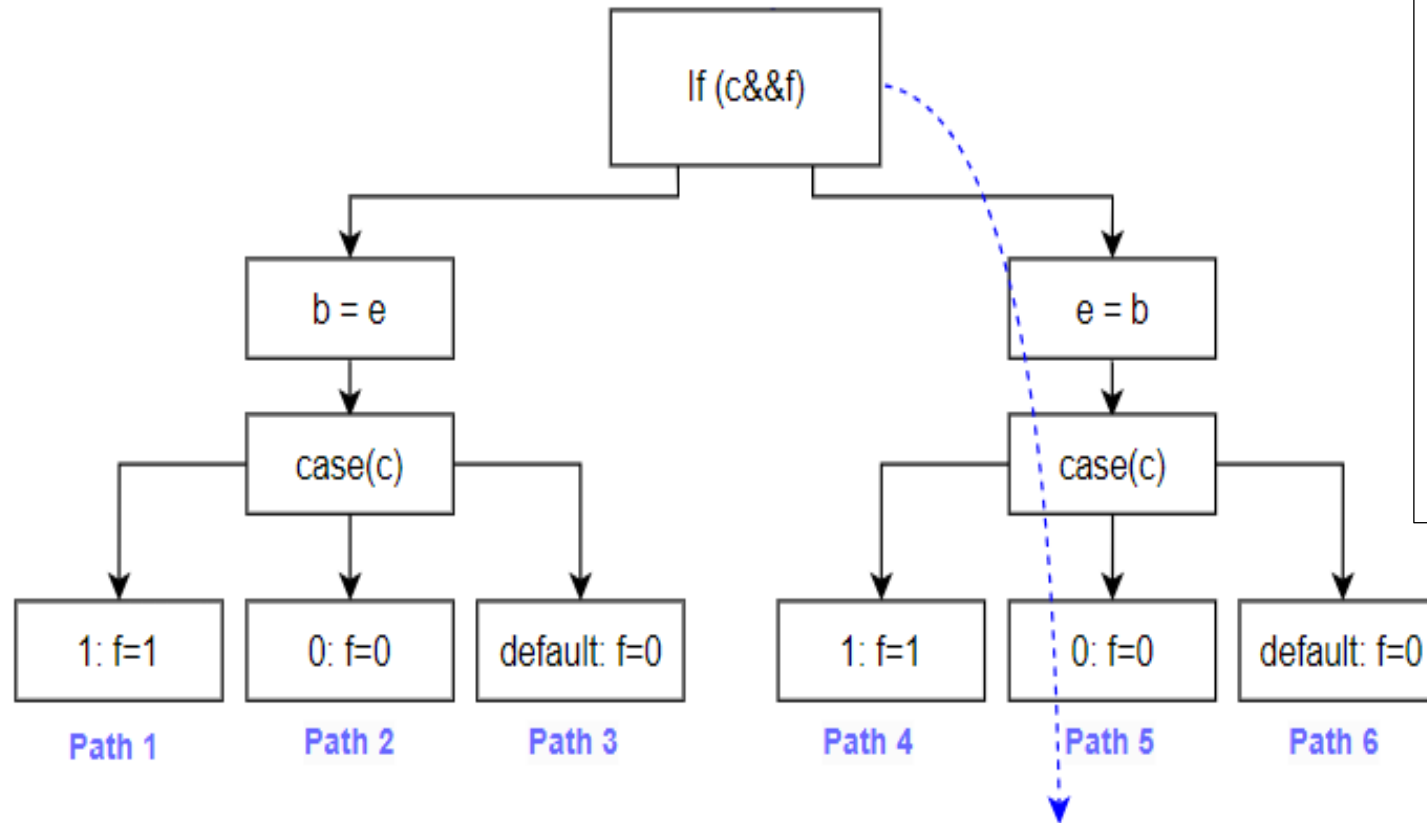 If (c&&f)
b = e
e = b
case(c)
case(c)
1: f=1
0: f=0
default: f=0
1: f=1
0: f=0
default: f=0
Path 1
Path 2
Path 3
Path 4
Path 5
Path 6